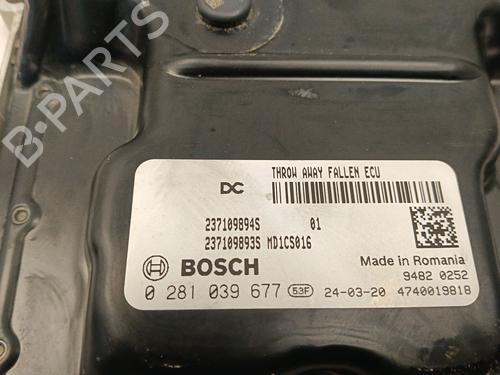 B-PARTS
THROW AWAY FALLEN ECU
DC
237109894S 01
237109893S MD1CS016
BOSCH
Made in Romania
9482 0252
0 281 039 677 53F 24-03-20 4740019818